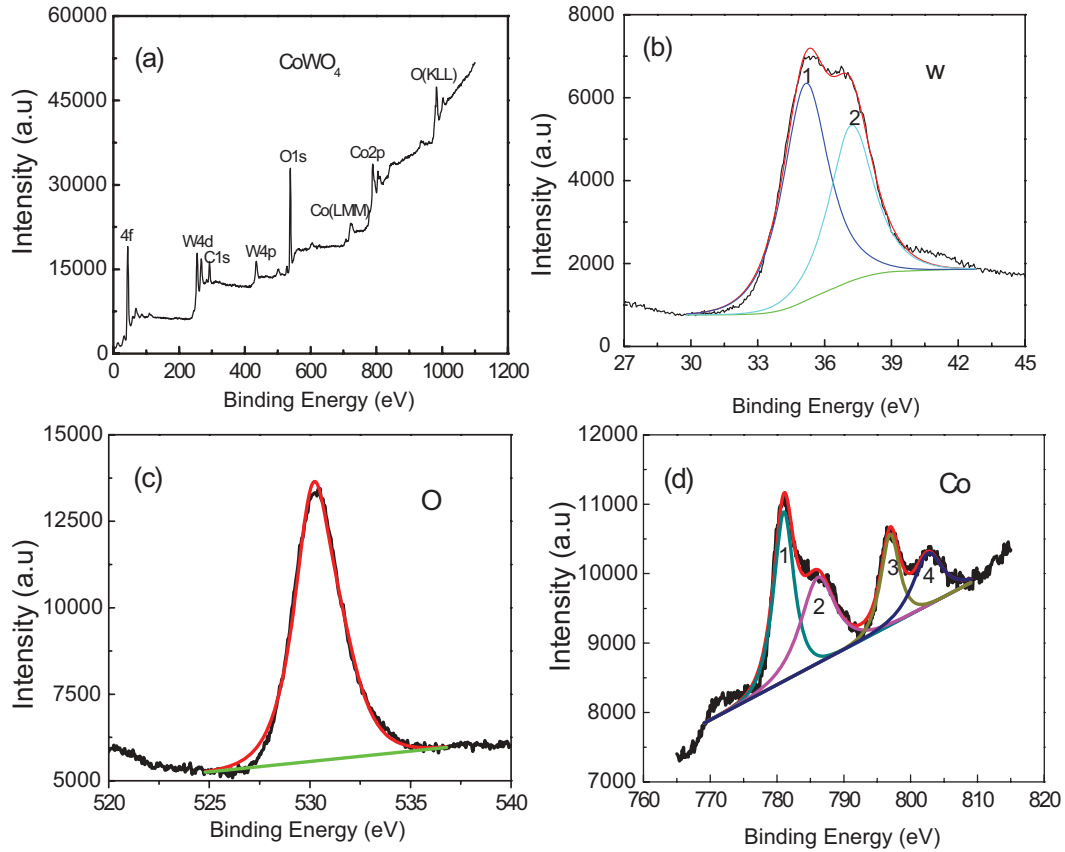 (a)
CoWO4
O(KLL)
O1s
Co2p
Co(LMM)
4f
W4d
C1s
W4p
60000
45000
30000
15000
0
0 200 400 600 800 1000 1200
Intensity (a.u)
Binding Energy (eV)
(b)
w
1
2
8000
6000
4000
2000
0
27 30 33 36 39 42 45
Intensity (a.u)
Binding Energy (eV)
(c)
O
15000
12500
10000
7500
5000
520 525 530 535 540
Intensity (a.u)
Binding Energy (eV)
(d)
Co
1
2
3
4
12000
11000
10000
9000
8000
7000
760 770 780 790 800 810 820
Intensity (a.u)
Binding Energy (eV)